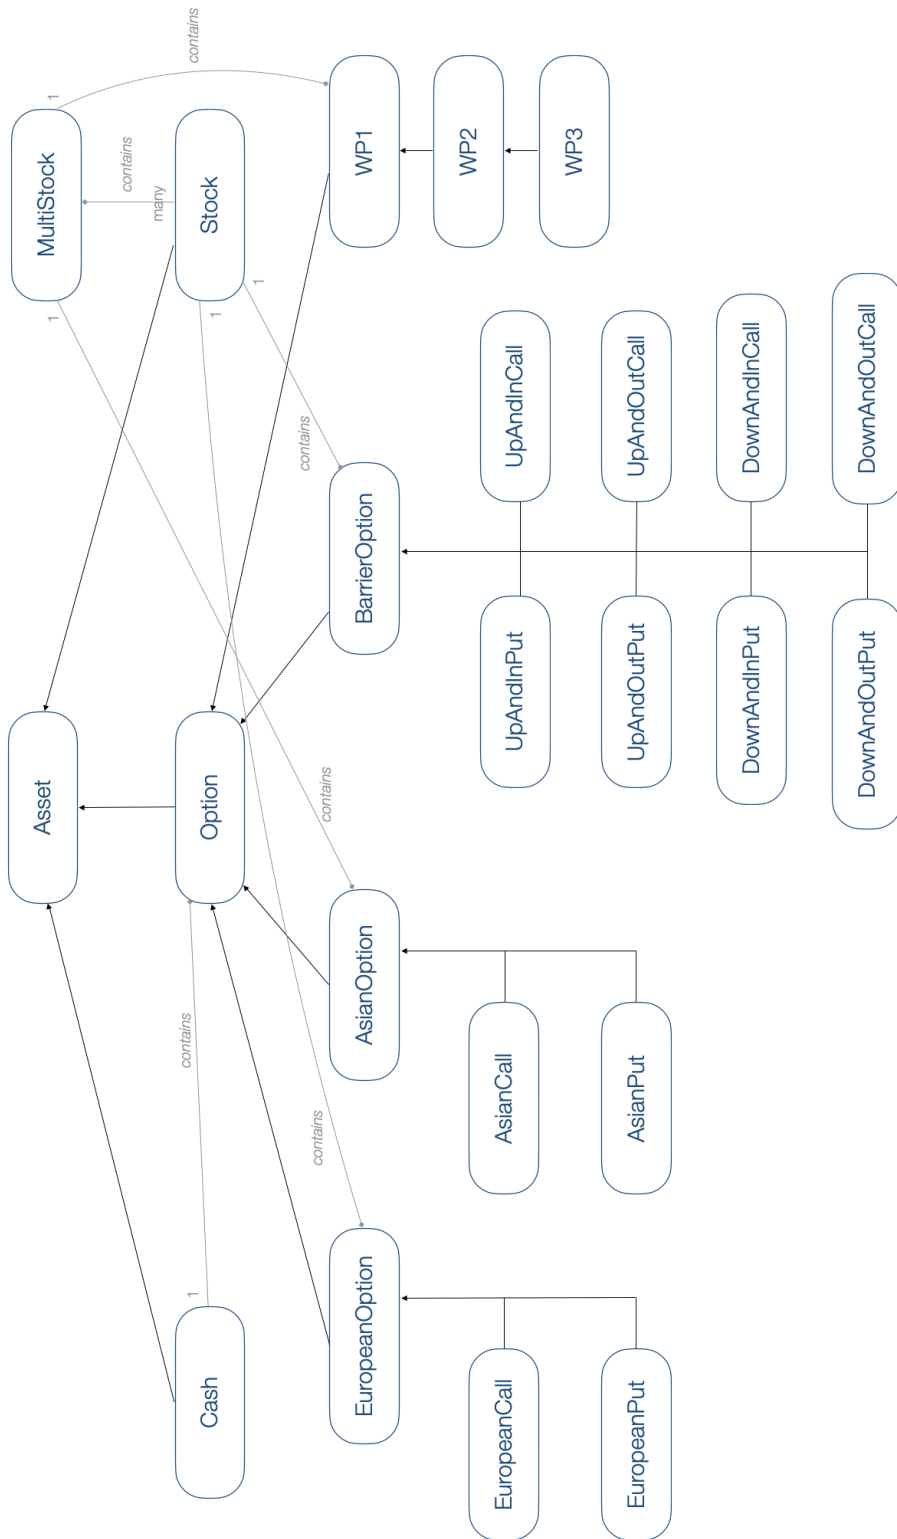 Asset
MultiStock
contains
1
1
contains
many
Cash
1
contains
Option
Stock
1
1
EuropeanOption
contains
AsianOption
contains
BarrierOption
contains
WP1
EuropeanCall
AsianCall
UpAndInPut
UpAndInCall
WP2
EuropeanPut
AsianPut
UpAndOutPut
UpAndOutCall
WP3
DownAndInPut
DownAndInCall
DownAndOutPut
DownAndOutCall